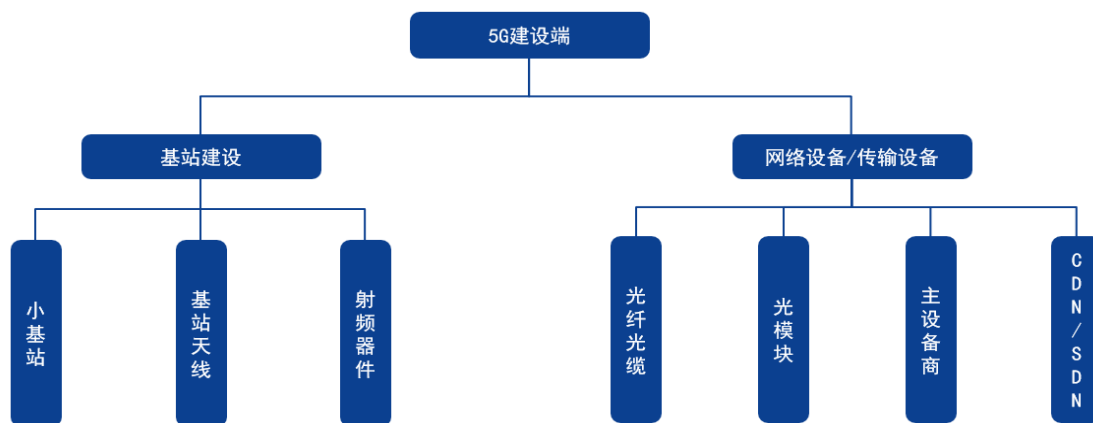 5G建设端
基站建设
网络设备/传输设备
小基站
基站天线
射频器件
光纤光缆
光模块
主设备商
CDN/SDN